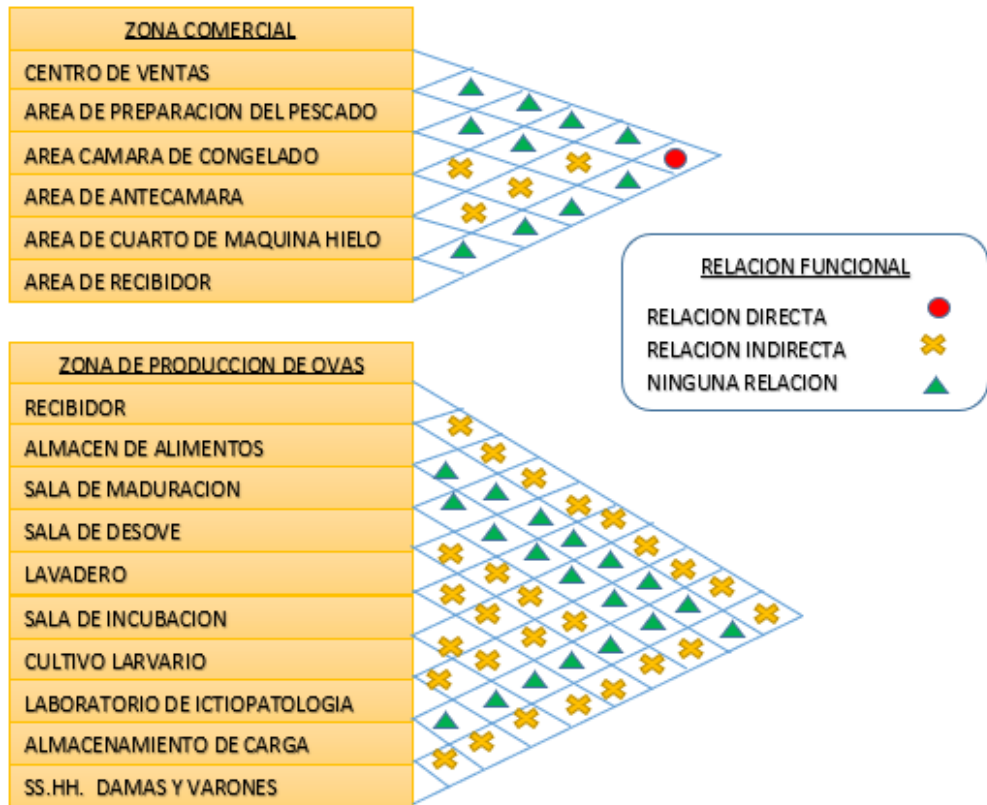 ZONA COMERCIAL
CENTRO DE VENTAS
AREA DE PREPARACION DEL PESCADO
AREA CAMARA DE CONGELADO
AREA DE ANTECAMARA
AREA DE CUARTO DE MAQUINA HIELO
AREA DE RECIBIDOR
RELACION FUNCIONAL
RELACION DIRECTA
RELACION INDIRECTA
NINGUNA RELACION
ZONA DE PRODUCCION DE OVAS
RECIBIDOR
ALMACEN DE ALIMENTOS
SALA DE MADURACION
SALA DE DESOVE
LAVADERO
SALA DE INCUBACION
CULTIVO LARVARIO
LABORATORIO DE ICTIOPATOLOGIA
ALMACENAMIENTO DE CARGA
SS.HH. DAMAS Y VARONES